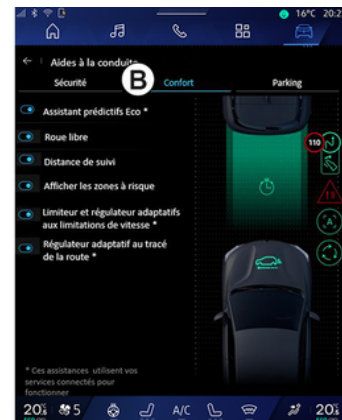 16°C 20:2
Aides à la conduite
Sécurité
B
Confort
Parking
Assistant prédictifs Eco *
Roue libre
Distance de suivi
Afficher les zones à risque
Limiteur et régulateur adaptatifs
aux limitations de vitesse *
Régulateur adaptatif au tracé
de la route *
110
A
* Ces assistances utilisent vos
services connectés pour
fonctionner
20 5 A/C 20